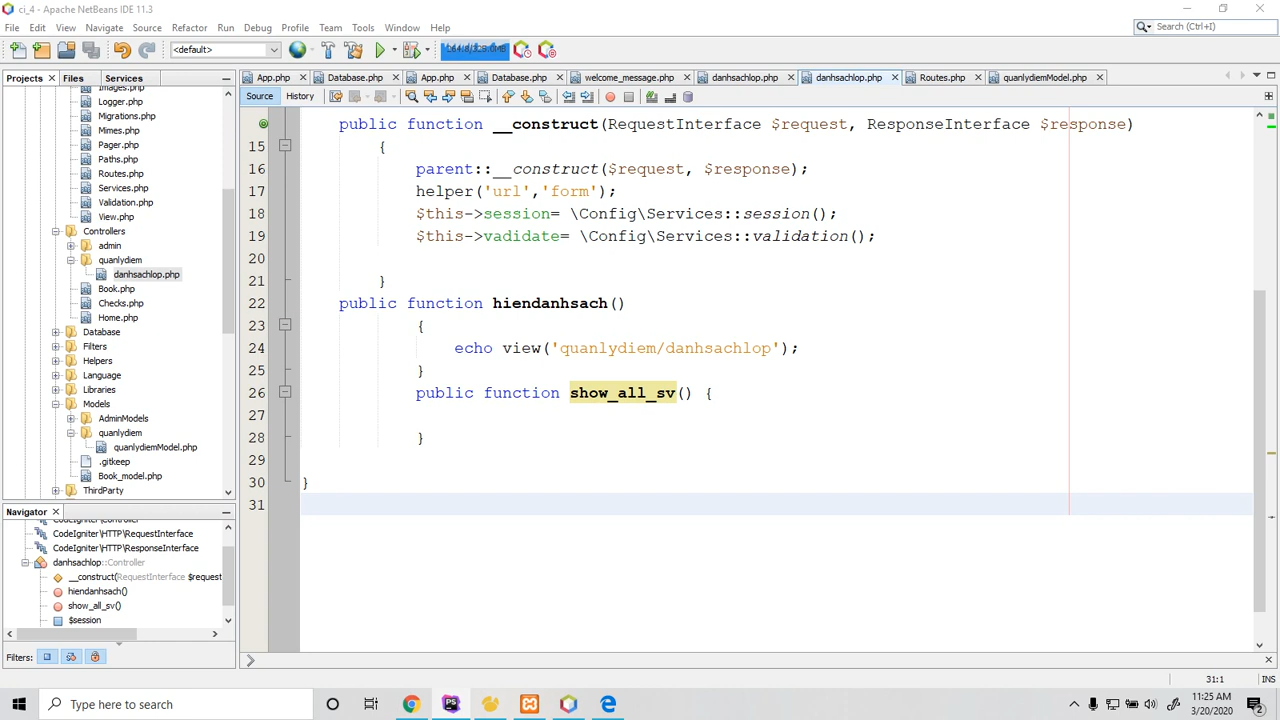 ci_4 - Apache NetBeans IDE 11.3
File Edit View Navigate Source Refactor Run Debug Profile Team Tools Window Help
Search (Ctrl+I)
<default>
Projects Files Services
App.php Database.php App.php Database.php welcome_message.php danhsachlop.php danhsachlop.php Routes.php quanlydiemModel.php
Source History
Images.php
Logger.php
Migrations.php
Mimes.php
Pager.php
Paths.php
Routes.php
Services.php
Validation.php
View.php
Controllers
admin
quanlydiem
danhsachlop.php
Book.php
Checks.php
Home.php
Database
Filters
Helpers
Language
Libraries
Models
AdminModels
quanlydiem
quanlydiemModel.php
.gitkeep
Book_model.php
ThirdParty
public function __construct(RequestInterface $request, ResponseInterface $response)
15 {
16 parent::__construct($request, $response);
17 helper('url','form');
18 $this->session= \Config\Services::session();
19 $this->vadidate= \Config\Services::validation();
20
21 }
22 public function hiendanhsach()
23 {
24 echo view('quanlydiem/danhsachlop');
25 }
26 public function show_all_sv() {
27
28 }
29
30 }
31
Navigator
CodeIgniter\Controller
CodeIgniter\HTTP\RequestInterface
CodeIgniter\HTTP\ResponseInterface
danhsachlop::Controller
__construct(RequestInterface $request
hiendanhsach()
show_all_sv()
$session
Filters:
31:1 INS
Type here to search
11:25 AM
3/20/2020
2